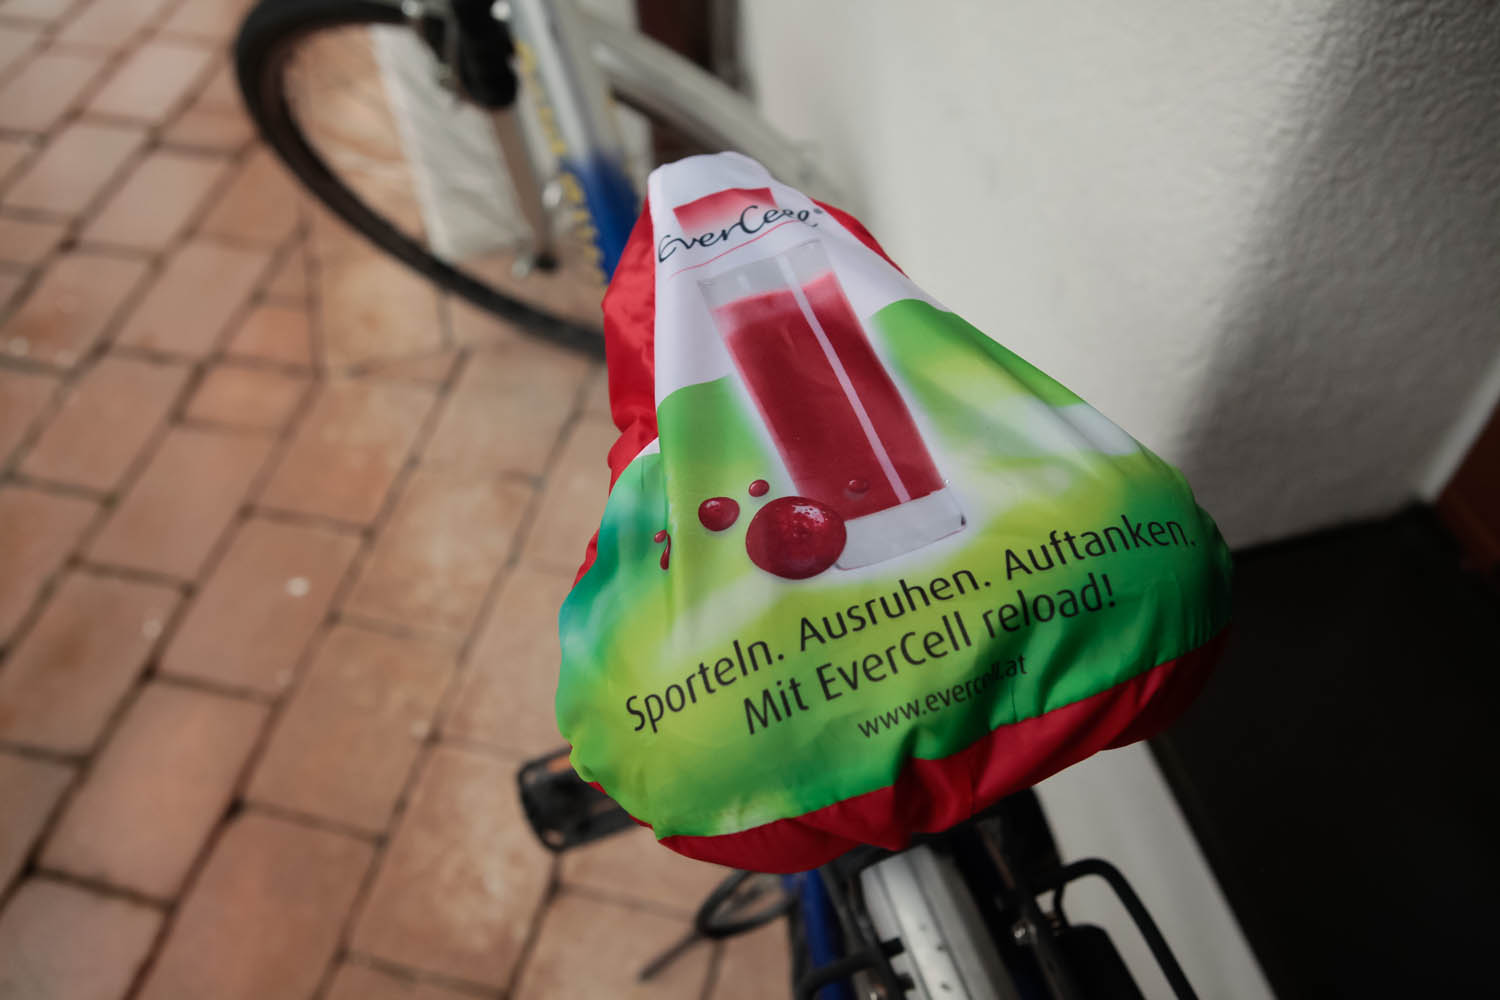 EverCell®
Sporteln. Ausruhen. Auftanken.
Mit EverCell reload!
www.evercell.at